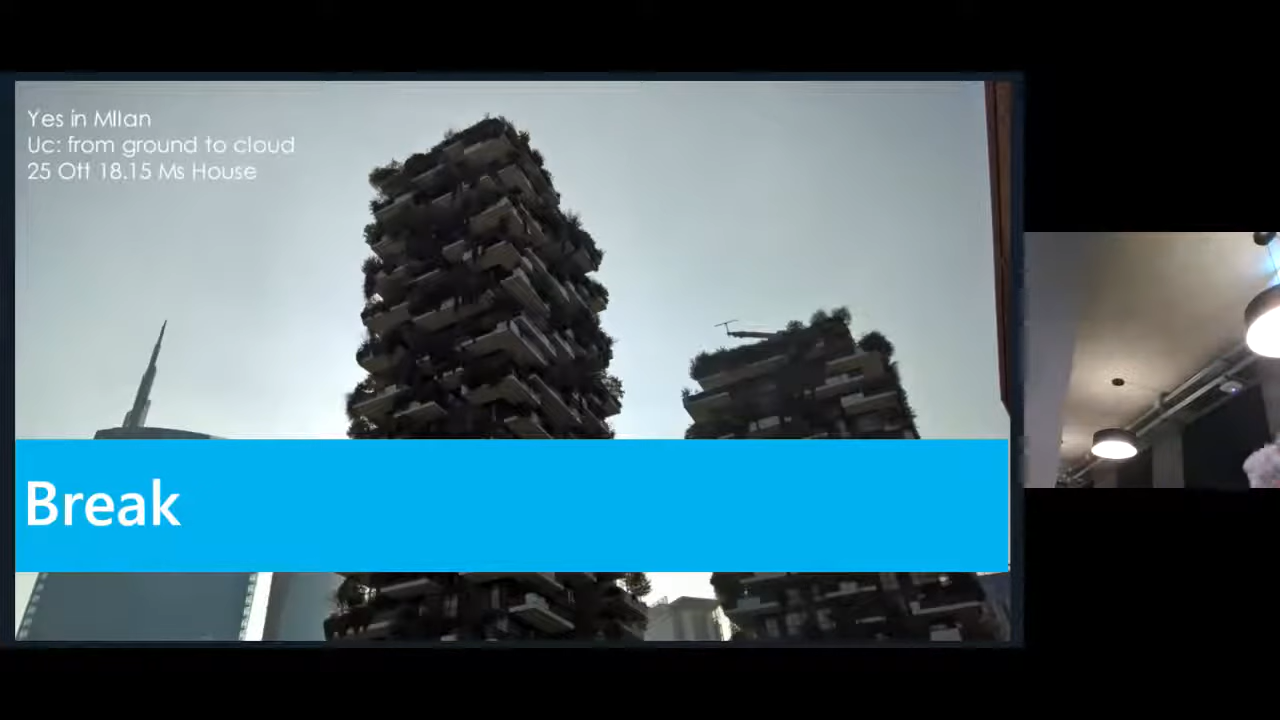 Yes in MIlan
Uc: from ground to cloud
25 Ott 18.15 Ms House
Break